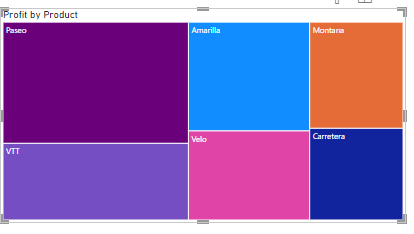 Profit by Product
Paseo
Amarilla
Montana
VTT
Velo
Carretera